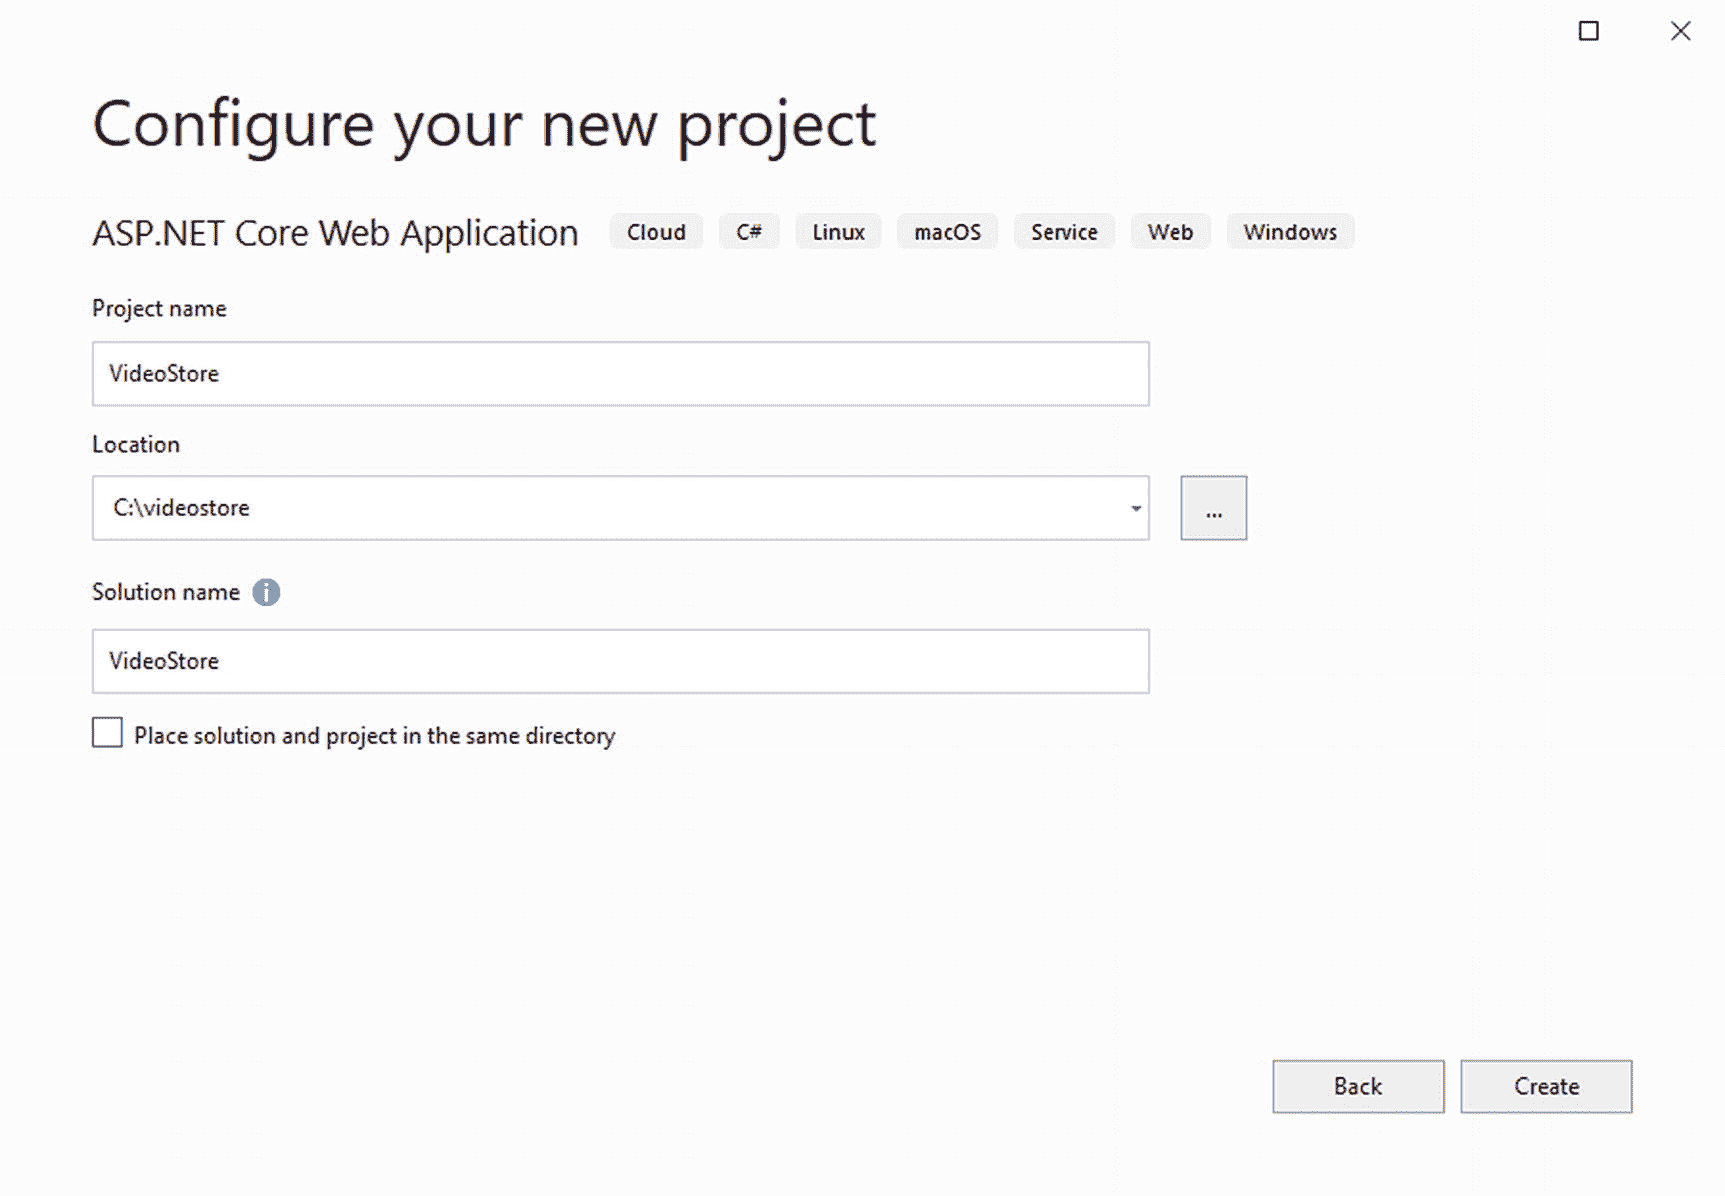 Configure your new project
ASP.NET Core Web Application Cloud C# Linux macOS Service Web Windows
Project name
VideoStore
Location
C:\videostore
...
Solution name i
VideoStore
Place solution and project in the same directory
Back Create